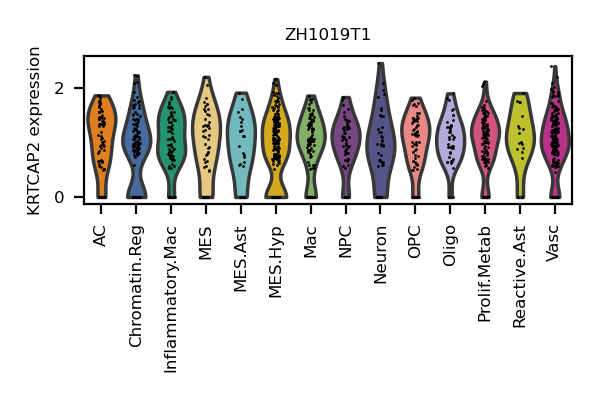 ZH1019T1
KRTCAP2 expression
2
0
AC
Chromatin.Reg
Inflammatory.Mac
MES
MES.Ast
MES.Hyp
Mac
NPC
Neuron
OPC
Oligo
Prolif.Metab
Reactive.Ast
Vasc